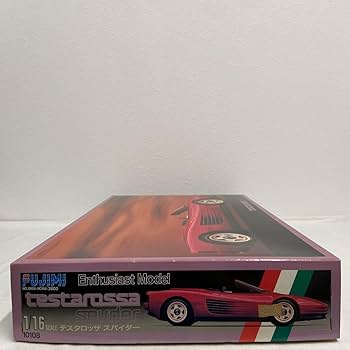 FUJIMI Enthusiast Model
testarossa
spyder
1/16 SCALE テスタロッサ スパイダー
10108